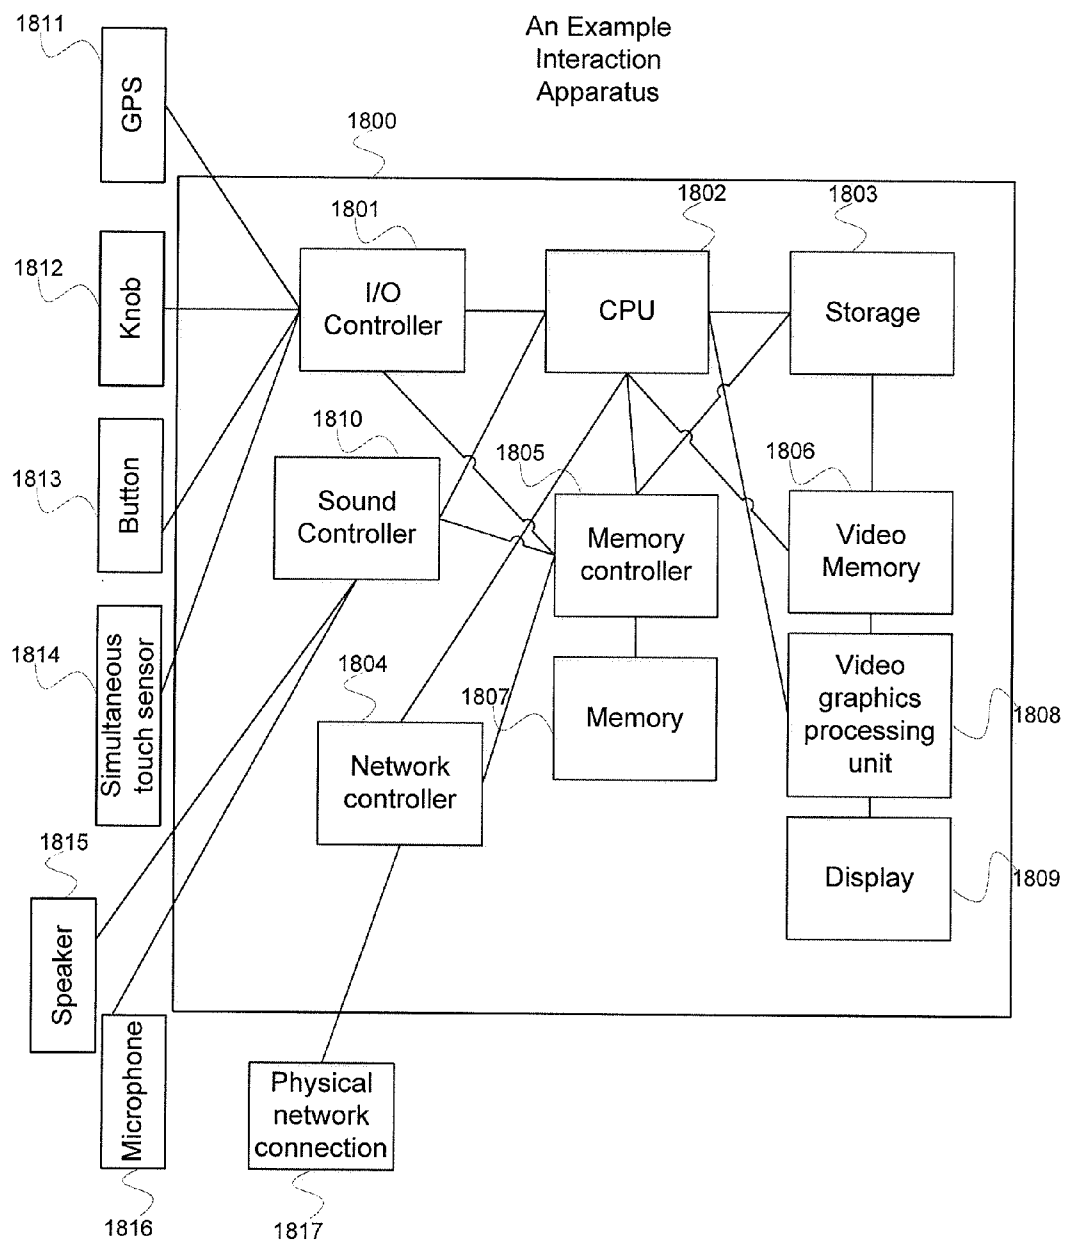 An Example
Interaction
Apparatus
1811
GPS
1800
1801
1802
1803
I/O
Controller
CPU
Storage
1812
Knob
1810
1805
1806
1813
Button
Sound
Controller
Memory
controller
Video
Memory
1814
Simultaneous
touch sensor
1804
1807
Memory
Video
graphics
processing
unit
1808
Network
controller
1815
Speaker
Display
1809
Microphone
1816
Physical
network
connection
1817